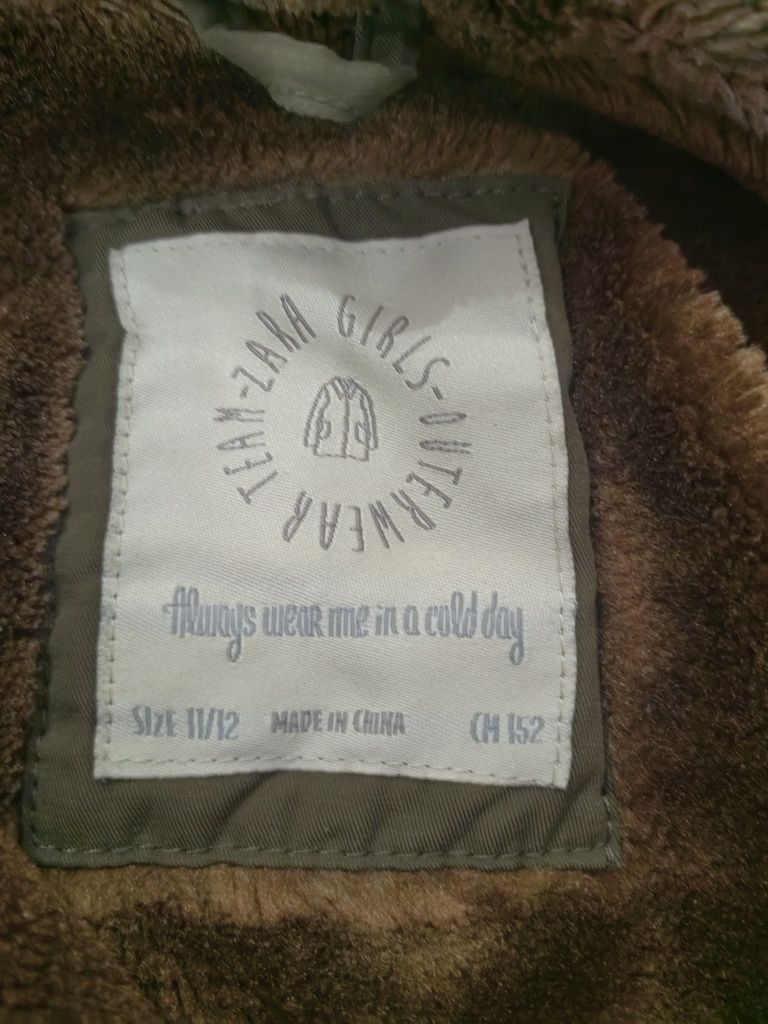 TEAM-ZARA GIRLS-OUTERWEAR
Always wear me in a cold day
SIZE 11/12 MADE IN CHINA CM 152